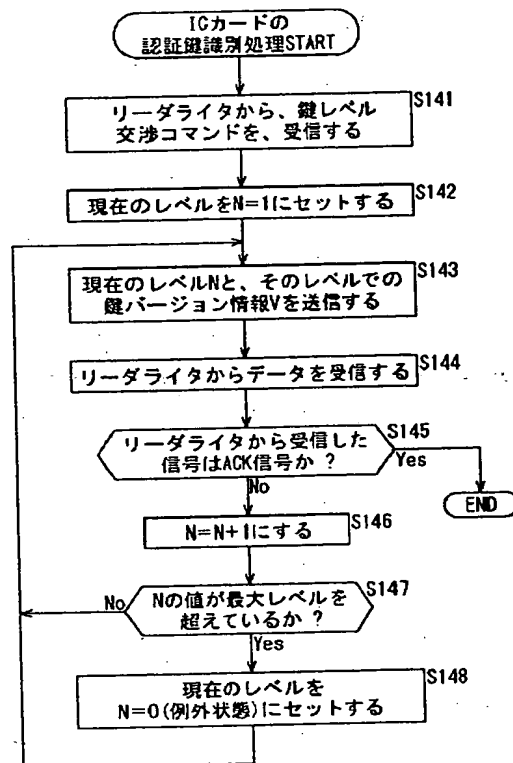 ICカードの
認証鍵識別処理START
S141
リーダライタから、鍵レベル
交渉コマンドを、受信する
S142
現在のレベルをN=1にセットする
S143
現在のレベルNと、そのレベルでの
鍵バージョン情報Vを送信する
S144
リーダライタからデータを受信する
S145
リーダライタから受信した
信号はACK信号か ?
Yes
END
No
S146
N=N+1にする
S147
Nの値が最大レベルを
超えているか ?
No
Yes
S148
現在のレベルを
N=0(例外状態)にセットする